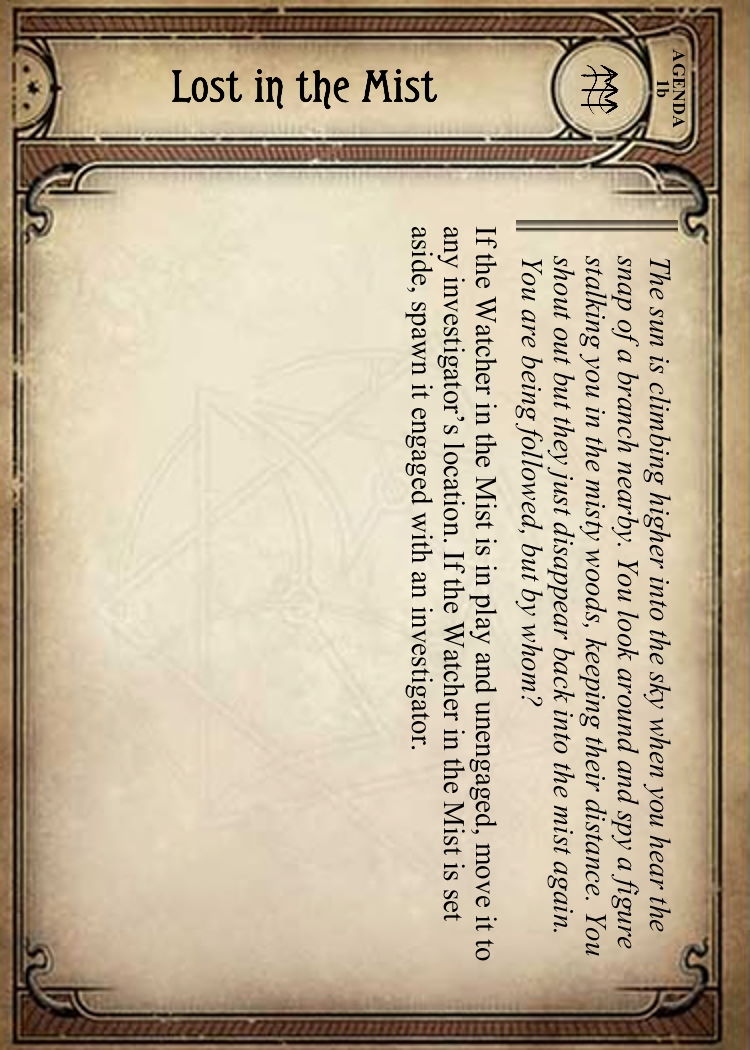 AGENDA
1b
Lost in the Mist
The sun is climbing higher into the sky when you hear the
snap of a branch nearby. You look around and spy a figure
stalking you in the misty woods, keeping their distance. You
shout out but they just disappear back into the mist again.
You are being followed, but by whom?
If the Watcher in the Mist is in play and unengaged, move it to
any investigator's location. If the Watcher in the Mist is set
aside, spawn it engaged with an investigator.